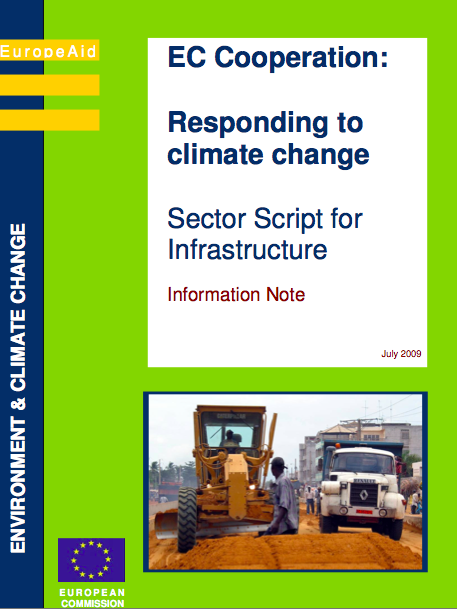 EuropeAid
EC Cooperation:
Responding to
climate change
Sector Script for
Infrastructure
Information Note
July 2009
ENVIRONMENT & CLIMATE CHANGE
RENAULT
EUROPEAN
COMMISSION